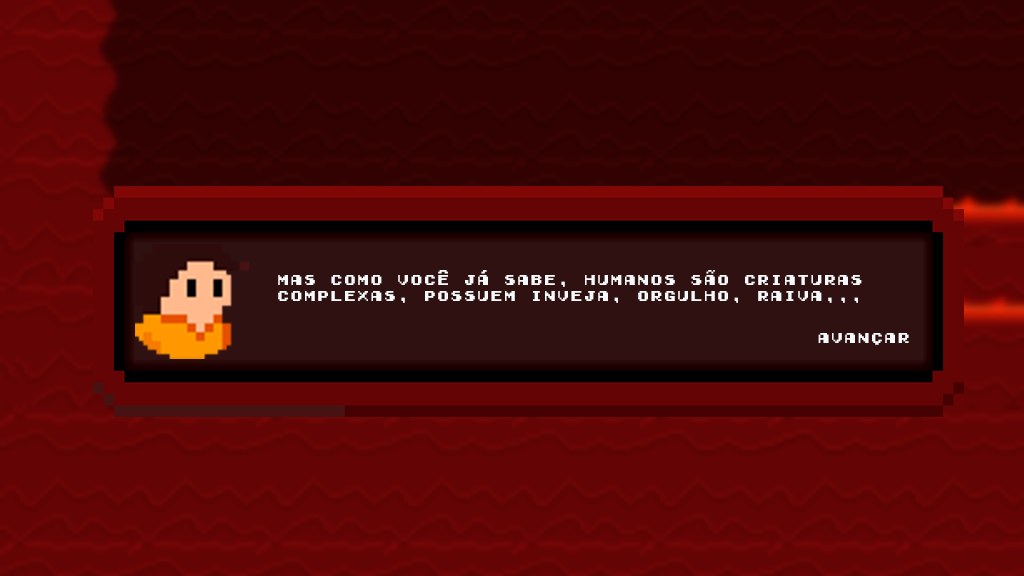 MAS COMO VOCÊ JÁ SABE, HUMANOS SÃO CRIATURAS
COMPLEXAS, POSSUEM INVEJA, ORGULHO, RAIVA,,,
AVANÇAR